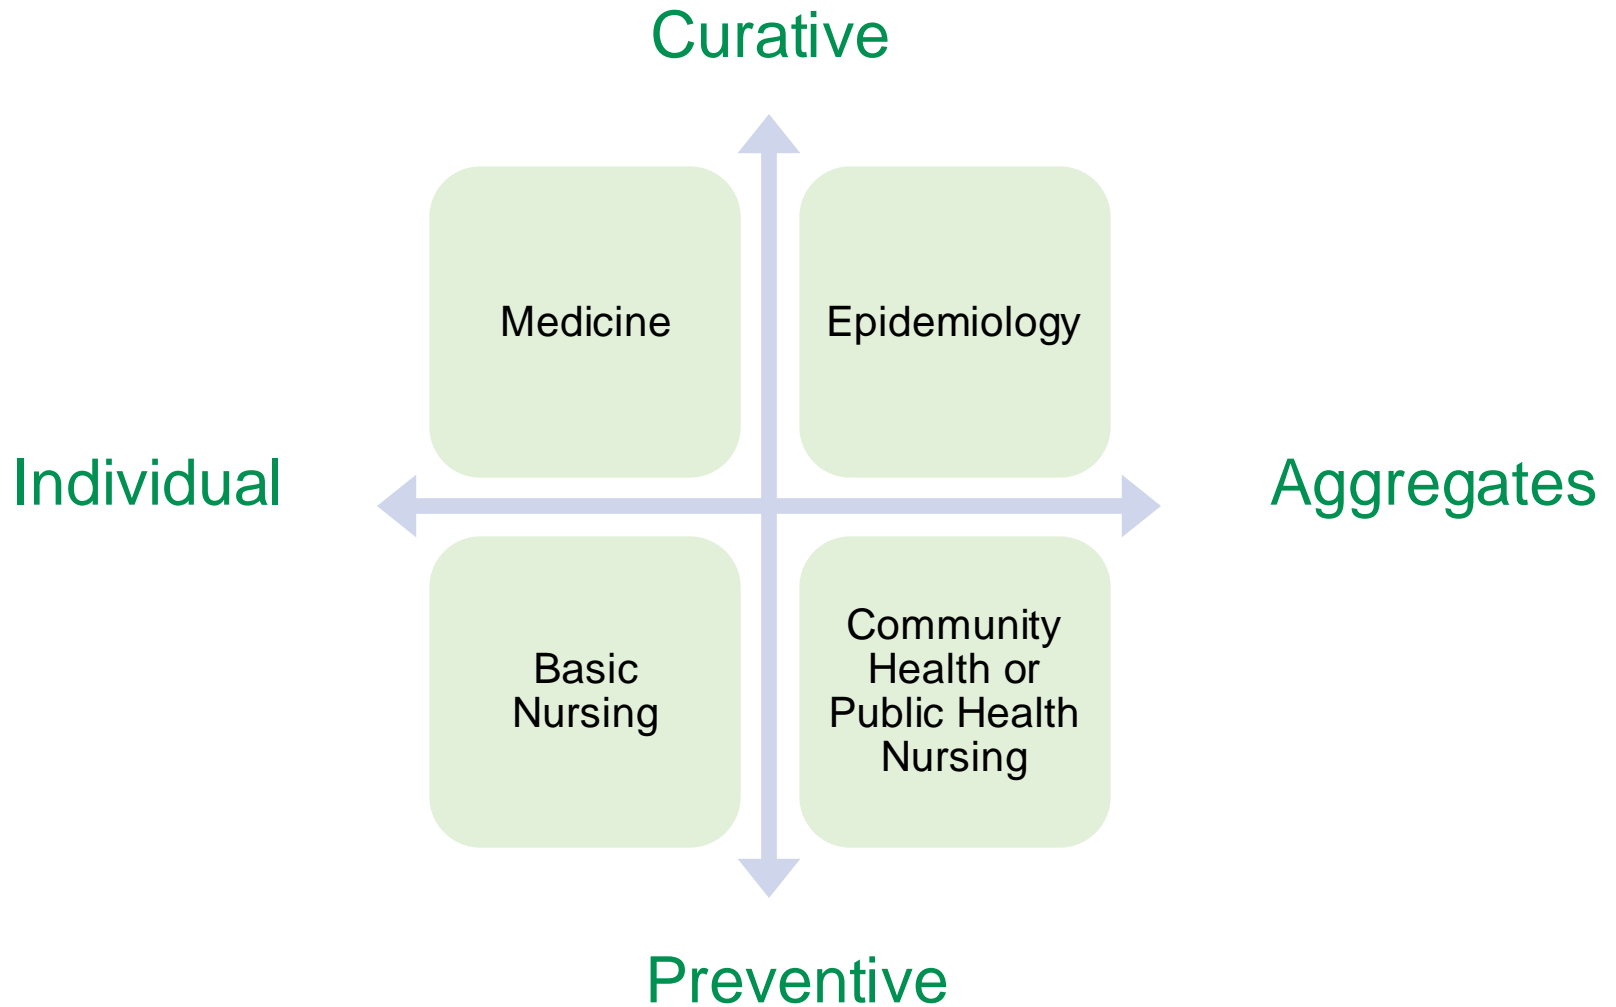 Curative
Medicine
Epidemiology
Individual
Aggregates
Basic
Nursing
Community
Health or
Public Health
Nursing
Preventive